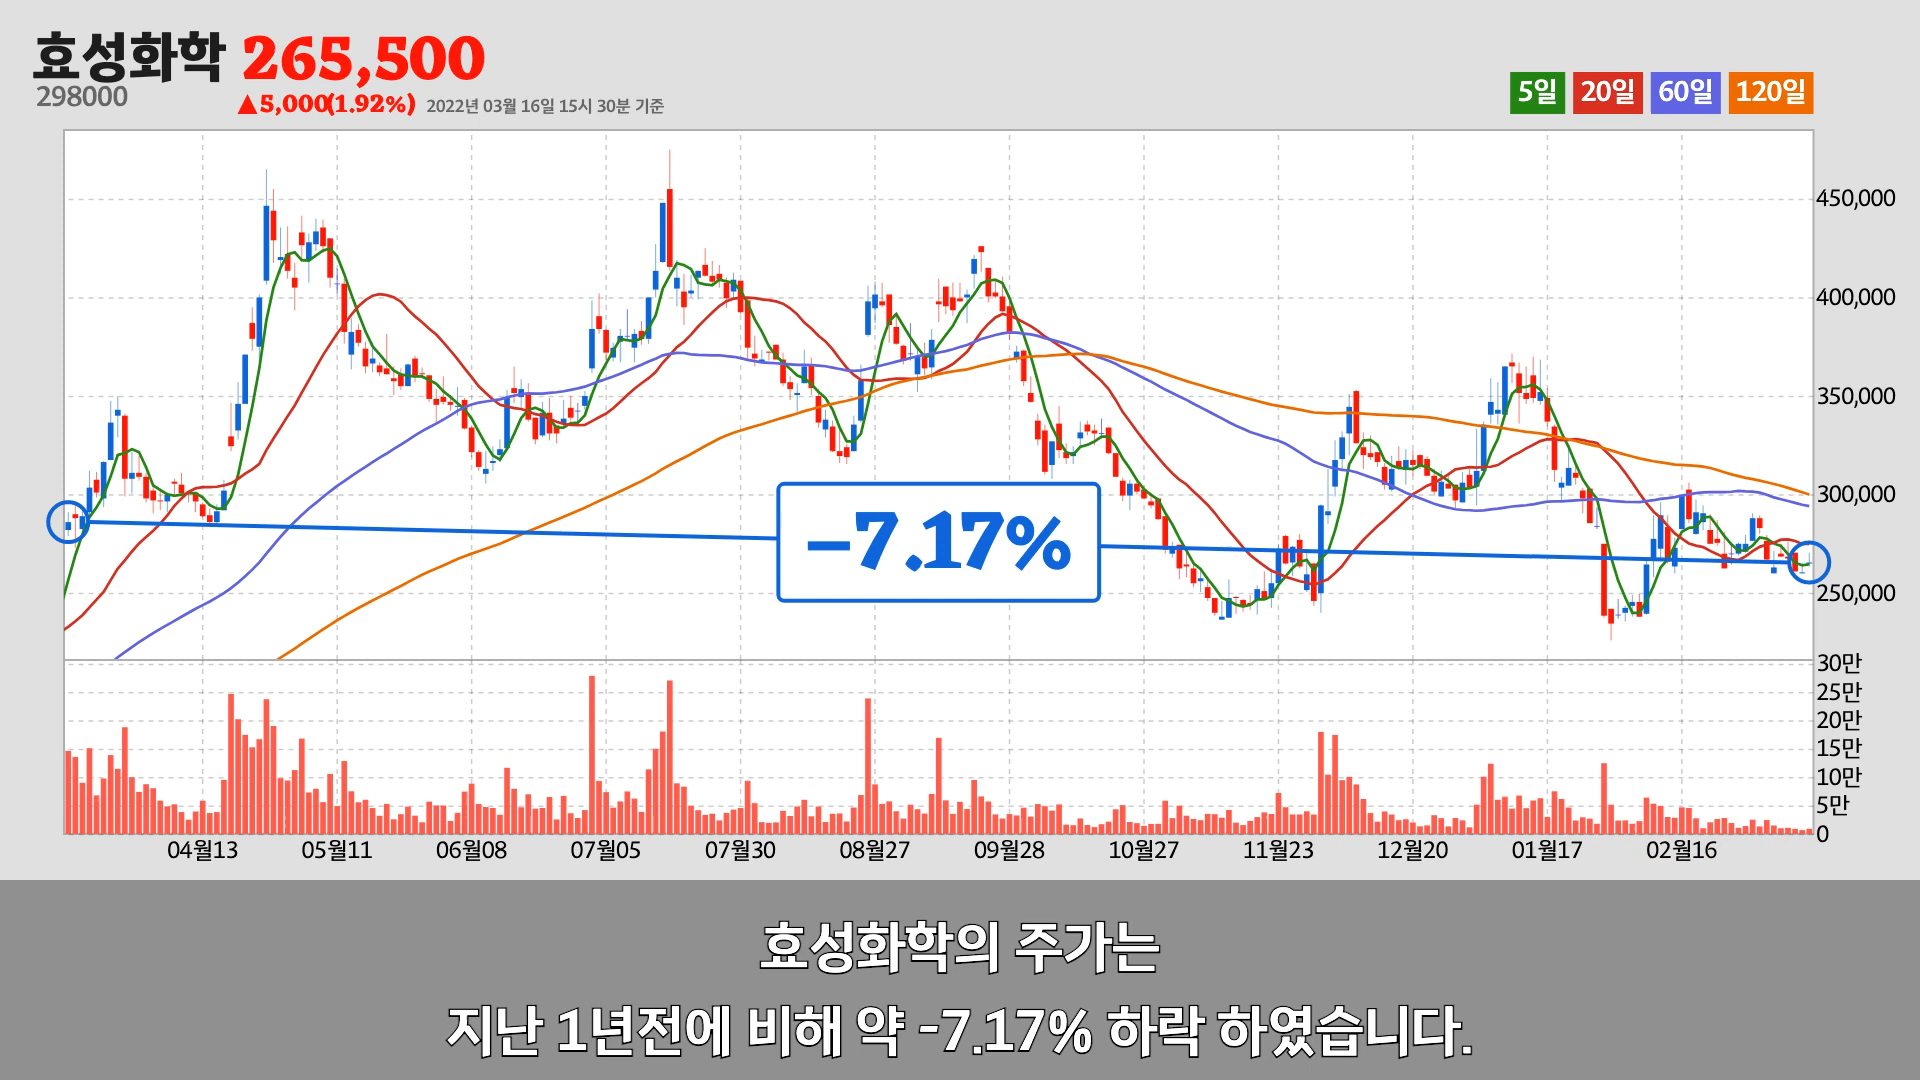 효성화학 265,500
298000
▲5,000(1.92%) 2022년 03월 16일 15시 30분 기준
5일 20일 60일 120일
450,000
400,000
350,000
300,000
250,000
-7.17%
30만
25만
20만
15만
10만
5만
0
04월13 05월11 06월08 07월05 07월30 08월27 09월28 10월27 11월23 12월20 01월17 02월16
효성화학의 주가는
지난 1년전에 비해 약 -7.17% 하락 하였습니다.